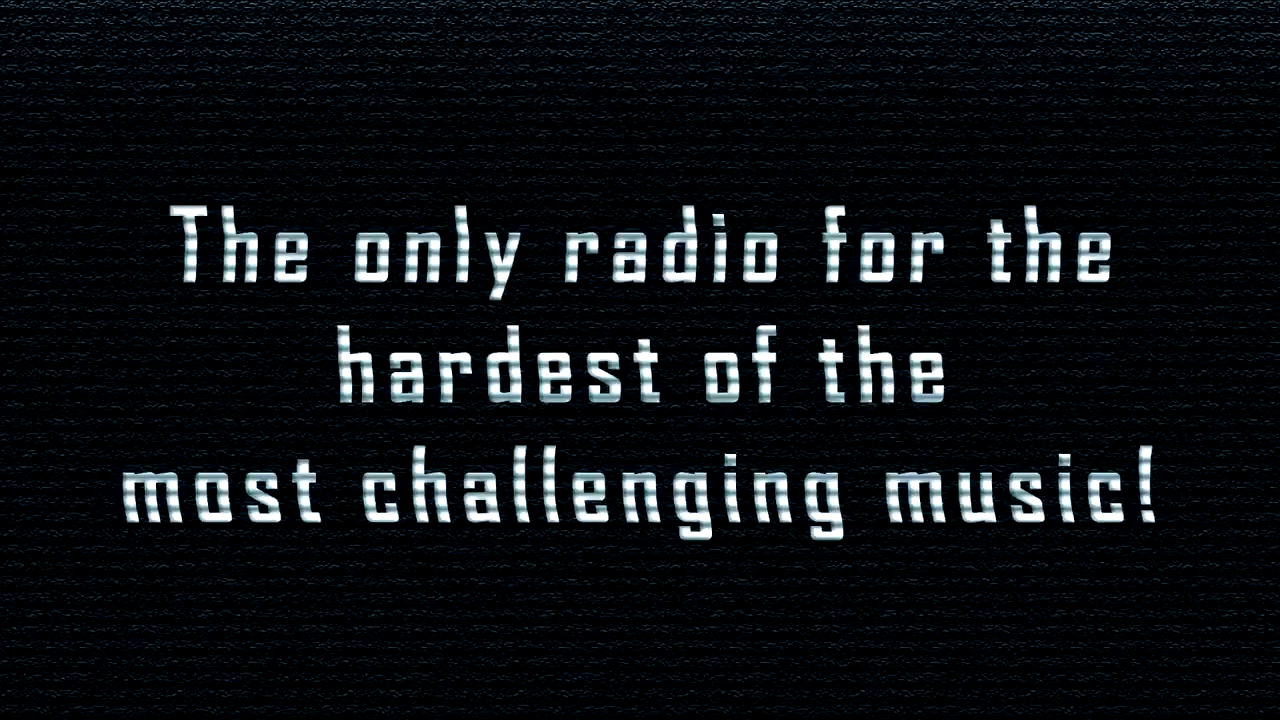 The only radio for the
hardest of the
most challenging music!